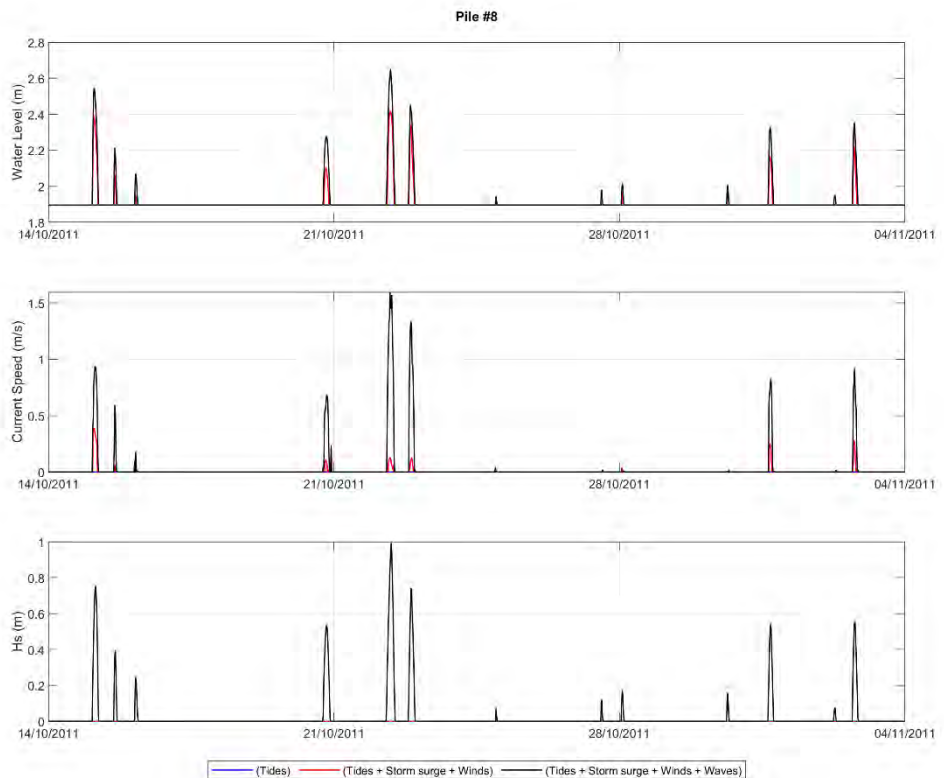 Pile #8
2.8
2.6
2.4
2.2
2
1.8
Water Level (m)
14/10/2011 21/10/2011 28/10/2011 04/11/2011
1.5
1
0.5
0
Current Speed (m/s)
14/10/2011 21/10/2011 28/10/2011 04/11/2011
1
0.8
0.6
0.4
0.2
0
Hs (m)
14/10/2011 21/10/2011 28/10/2011 04/11/2011
(Tides) (Tides + Storm surge + Winds) (Tides + Storm surge + Winds + Waves)